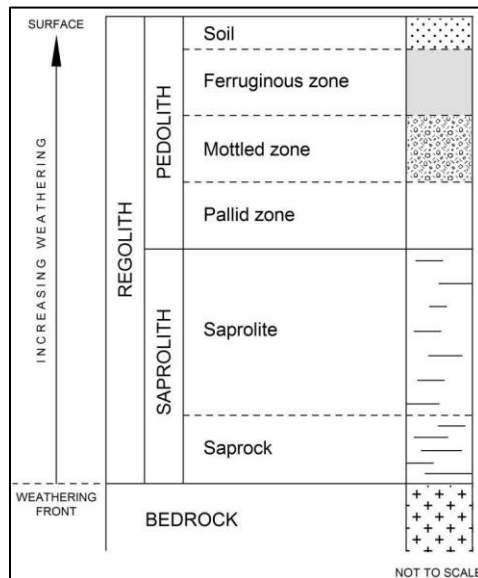 SURFACE
INCREASING WEATHERING
WEATHERING
FRONT
REGOLITH
PEDOLITH
SAPROLITH
Soil
Ferruginous zone
Mottled zone
Pallid zone
Saprolite
Saprock
BEDROCK
NOT TO SCALE